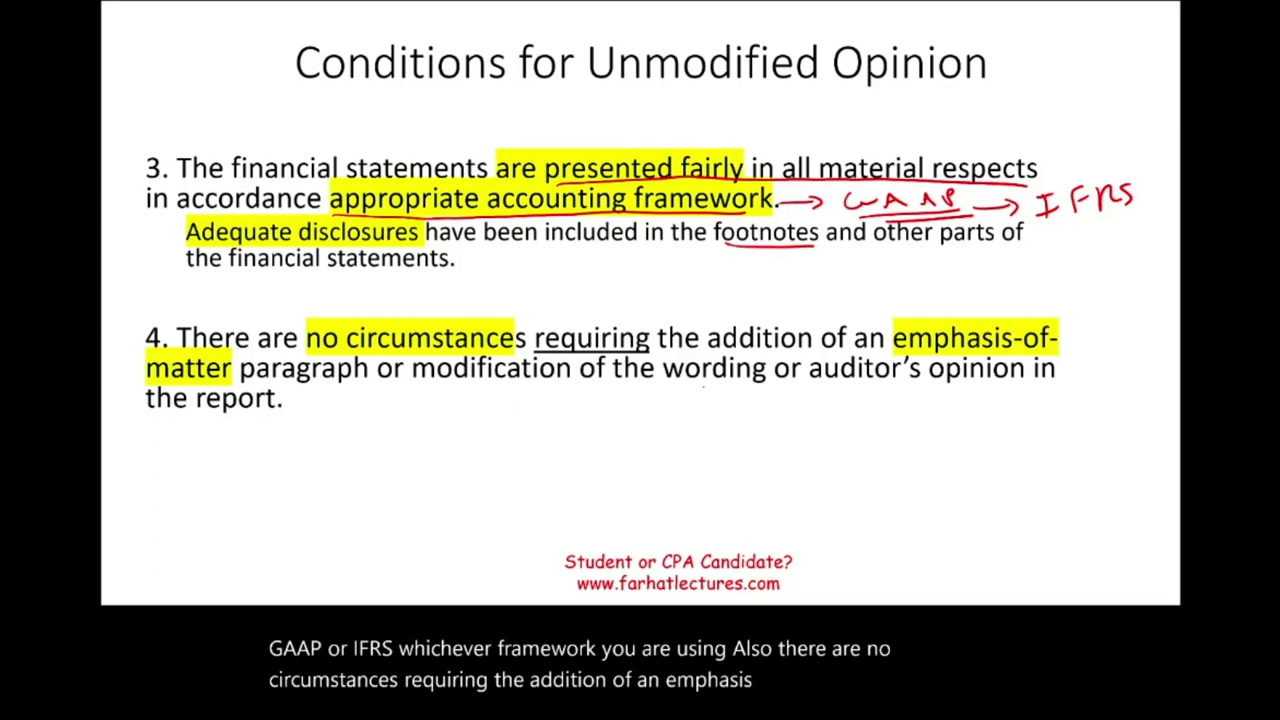 Conditions for Unmodified Opinion
3. The financial statements are presented fairly in all material respects
in accordance appropriate accounting framework. → GAAP → IFRS
Adequate disclosures have been included in the footnotes and other parts of
the financial statements.
4. There are no circumstances requiring the addition of an emphasis-of-
matter paragraph or modification of the wording or auditor's opinion in
the report.
Student or CPA Candidate?
www.farhatlectures.com
GAAP or IFRS whichever framework you are using Also there are no
circumstances requiring the addition of an emphasis